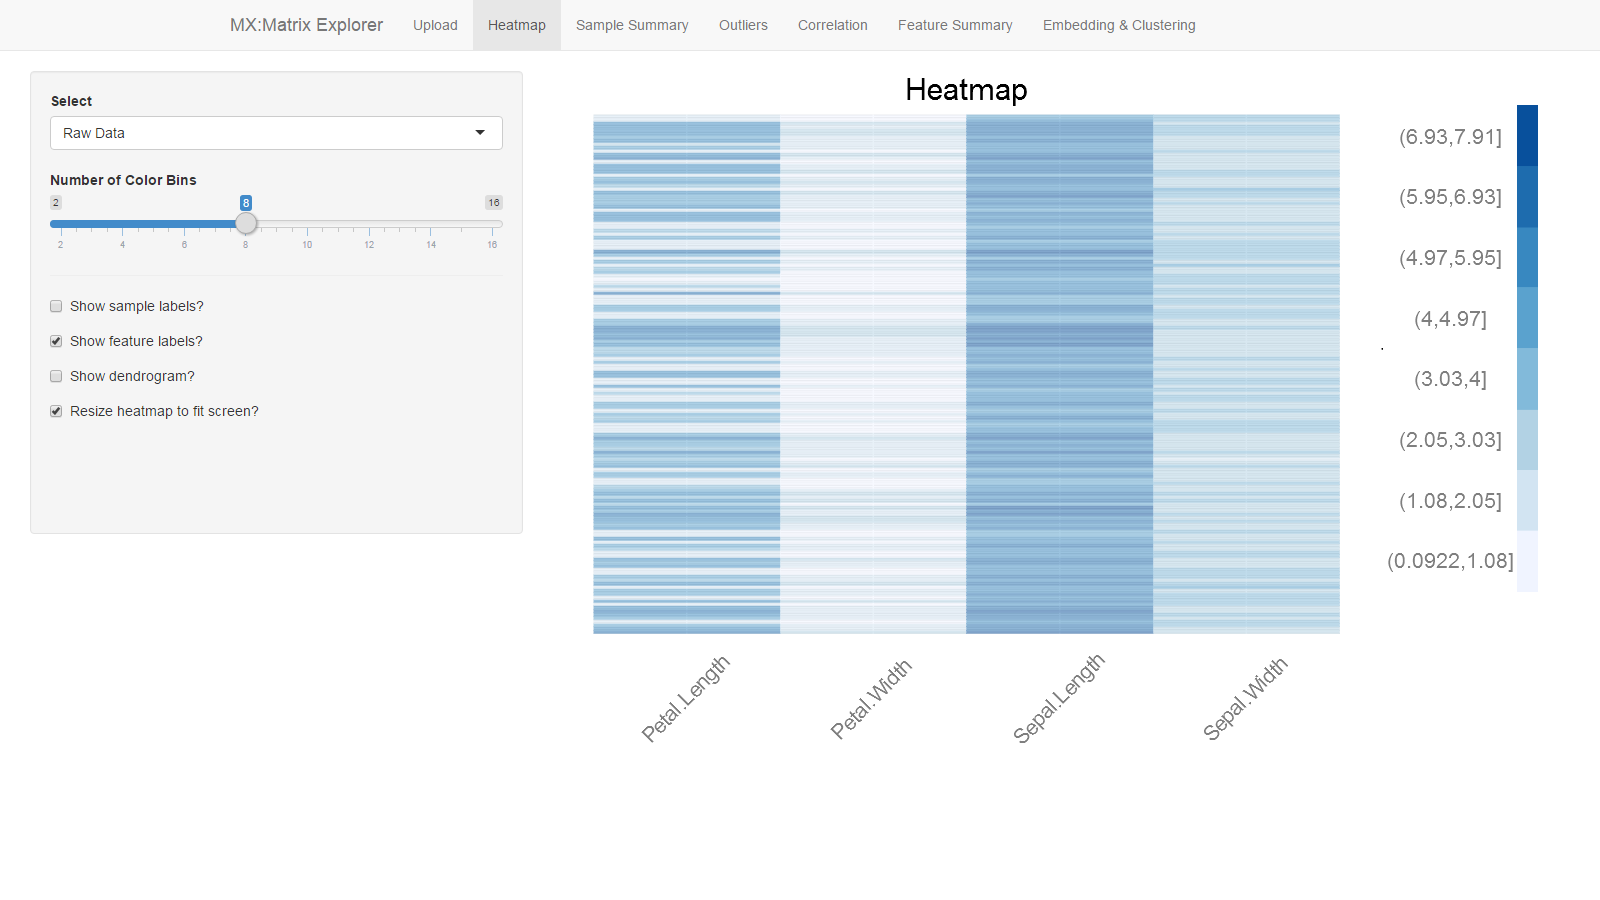 MX:Matrix Explorer Upload Heatmap Sample Summary Outliers Correlation Feature Summary Embedding & Clustering
Select
Raw Data
Number of Color Bins
2 8 16
2 4 6 8 10 12 14 16
Show sample labels?
Show feature labels?
Show dendrogram?
Resize heatmap to fit screen?
Heatmap
(6.93,7.91]
(5.95,6.93]
(4.97,5.95]
(4,4.97]
(3.03,4]
(2.05,3.03]
(1.08,2.05]
(0.0922,1.08]
Petal.Length Petal.Width Sepal.Length Sepal.Width